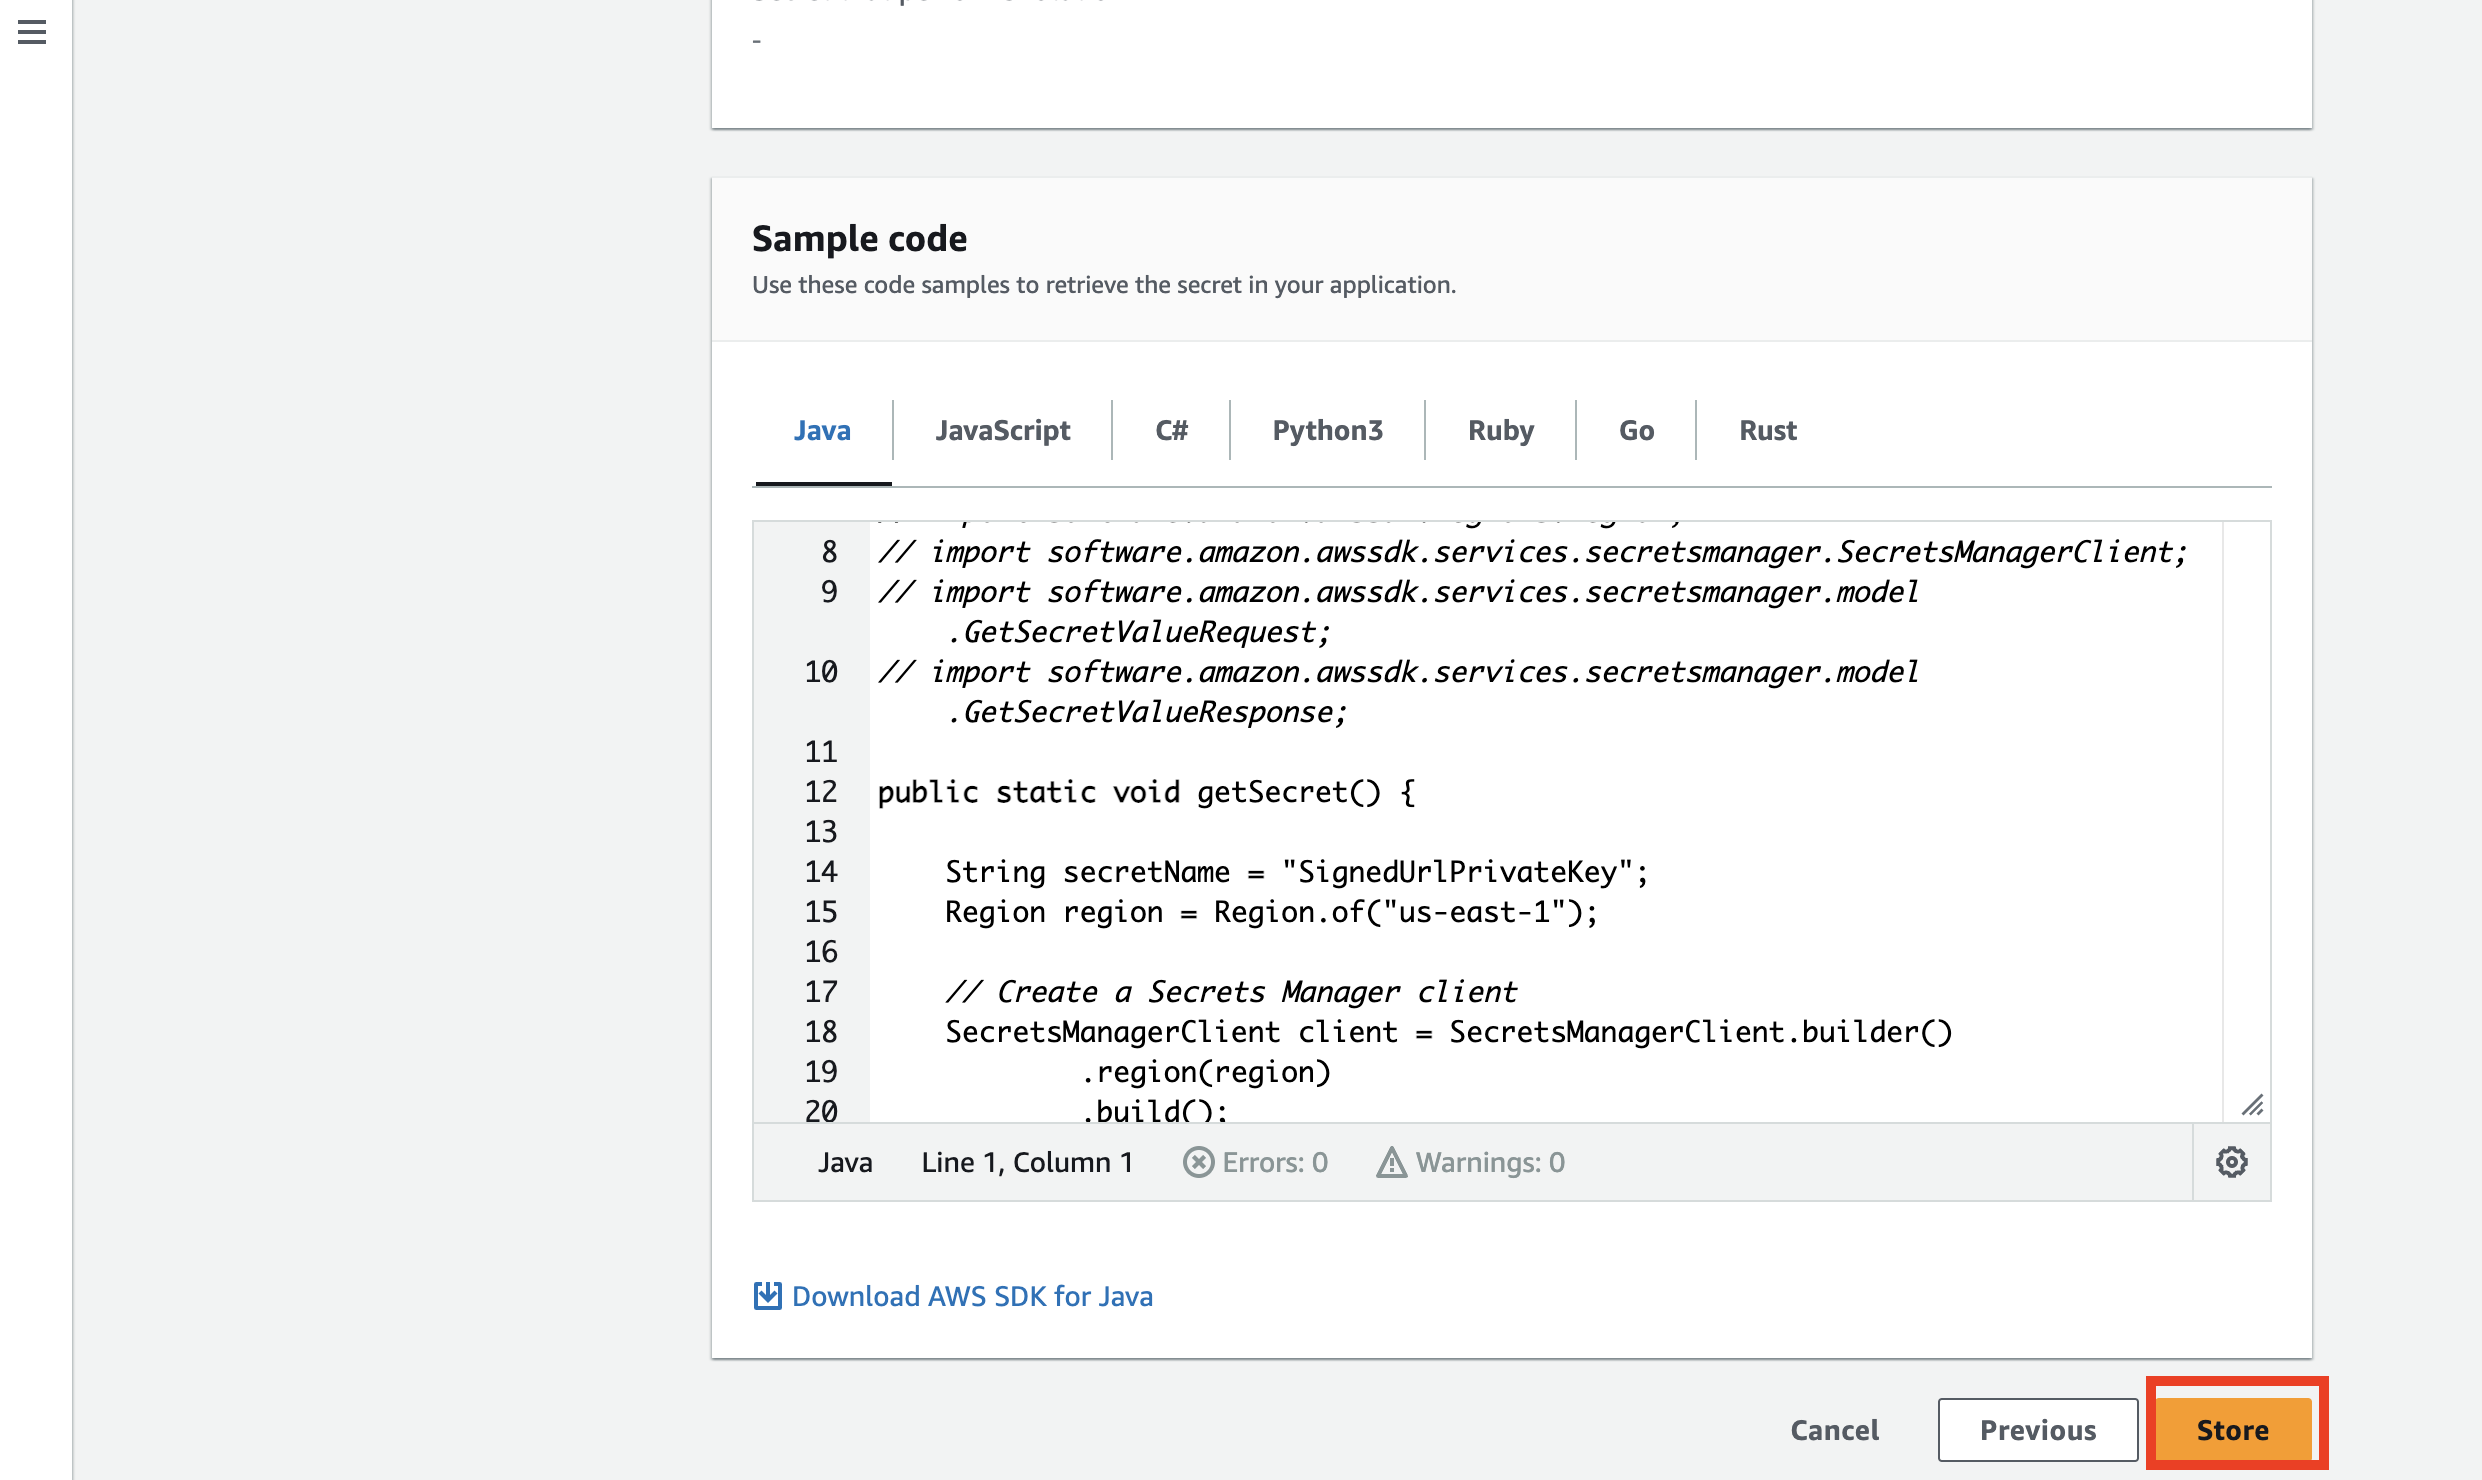 -
Sample code
Use these code samples to retrieve the secret in your application.
Java JavaScript C# Python3 Ruby Go Rust
8 // import software.amazon.awssdk.services.secretsmanager.SecretsManagerClient;
9 // import software.amazon.awssdk.services.secretsmanager.model
.GetSecretValueRequest;
10 // import software.amazon.awssdk.services.secretsmanager.model
.GetSecretValueResponse;
11
12 public static void getSecret() {
13
14 String secretName = "SignedUrlPrivateKey";
15 Region region = Region.of("us-east-1");
16
17 // Create a Secrets Manager client
18 SecretsManagerClient client = SecretsManagerClient.builder()
19 .region(region)
20 .build();
Java Line 1, Column 1 Errors: 0 Warnings: 0
Download AWS SDK for Java
Cancel Previous Store